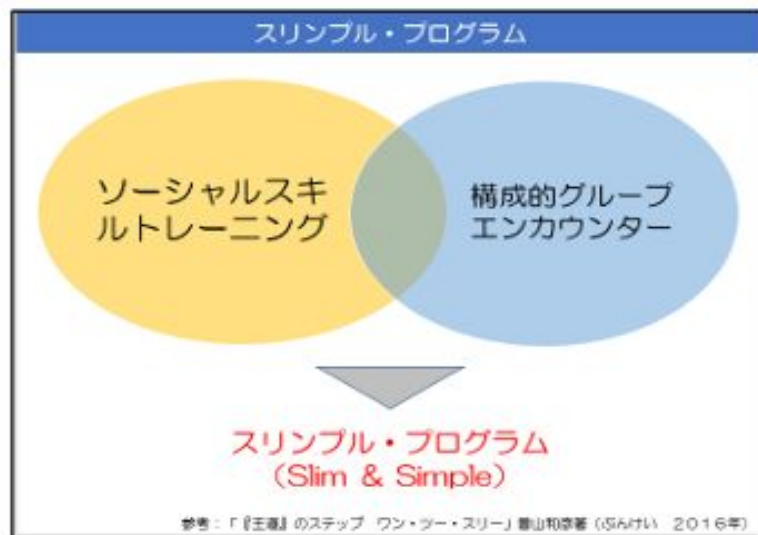 スリンプル・プログラム
ソーシャルスキ
ルトレーニング
構成的グループ
エンカウンター
スリンプル・プログラム
(Slim & Simple)
参考:「『王道』のステップ ワン・ツー・スリー」曽山和彦著(ぶんけい 2016年)